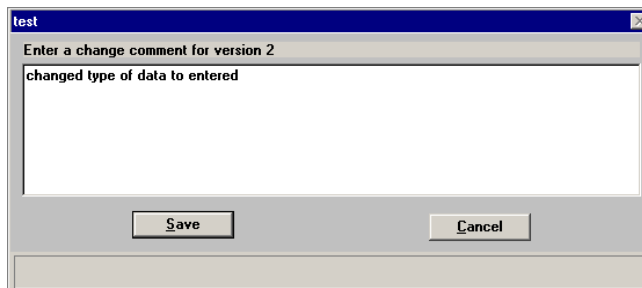 test
Enter a change comment for version 2
changed type of data to entered
Save
Cancel